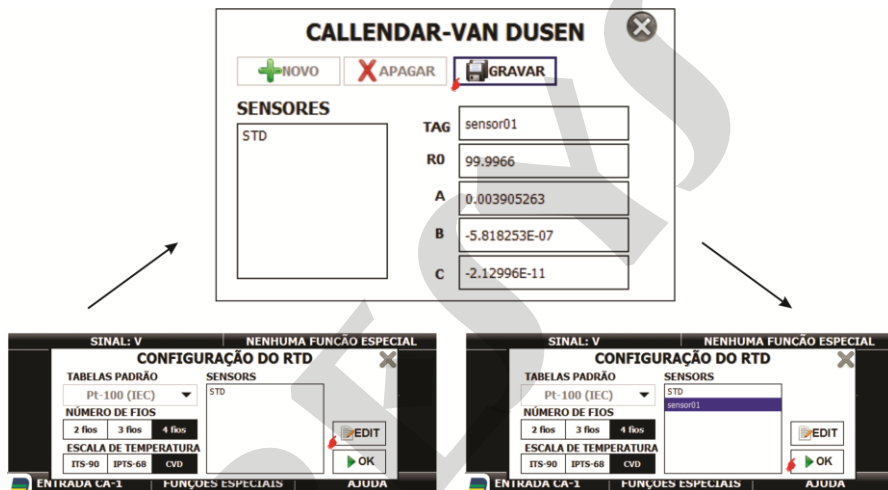 CALLENDAR-VAN DUSEN
NOVO APAGAR GRAVAR
SENSORES
STD
TAG sensor01
R0 99.9966
A 0.003905263
B -5.818253E-07
C -2.12996E-11
SINAL: V NENHUMA FUNÇÃO ESPECIAL
CONFIGURAÇÃO DO RTD
TABELAS PADRÃO SENSORS
Pt-100 (IEC) STD
NÚMERO DE FIOS
2 fios 3 fios 4 fios EDIT
ESCALA DE TEMPERATURA
ITS-90 IPTS-68 CVD OK
ENTRADA CA-1 FUNÇÕES ESPECIAIS AJUDA
SINAL: V NENHUMA FUNÇÃO ESPECIAL
CONFIGURAÇÃO DO RTD
TABELAS PADRÃO SENSORS
Pt-100 (IEC) STD
sensor01
NÚMERO DE FIOS
2 fios 3 fios 4 fios EDIT
ESCALA DE TEMPERATURA
ITS-90 IPTS-68 CVD OK
ENTRADA CA-1 FUNÇÕES ESPECIAIS AJUDA